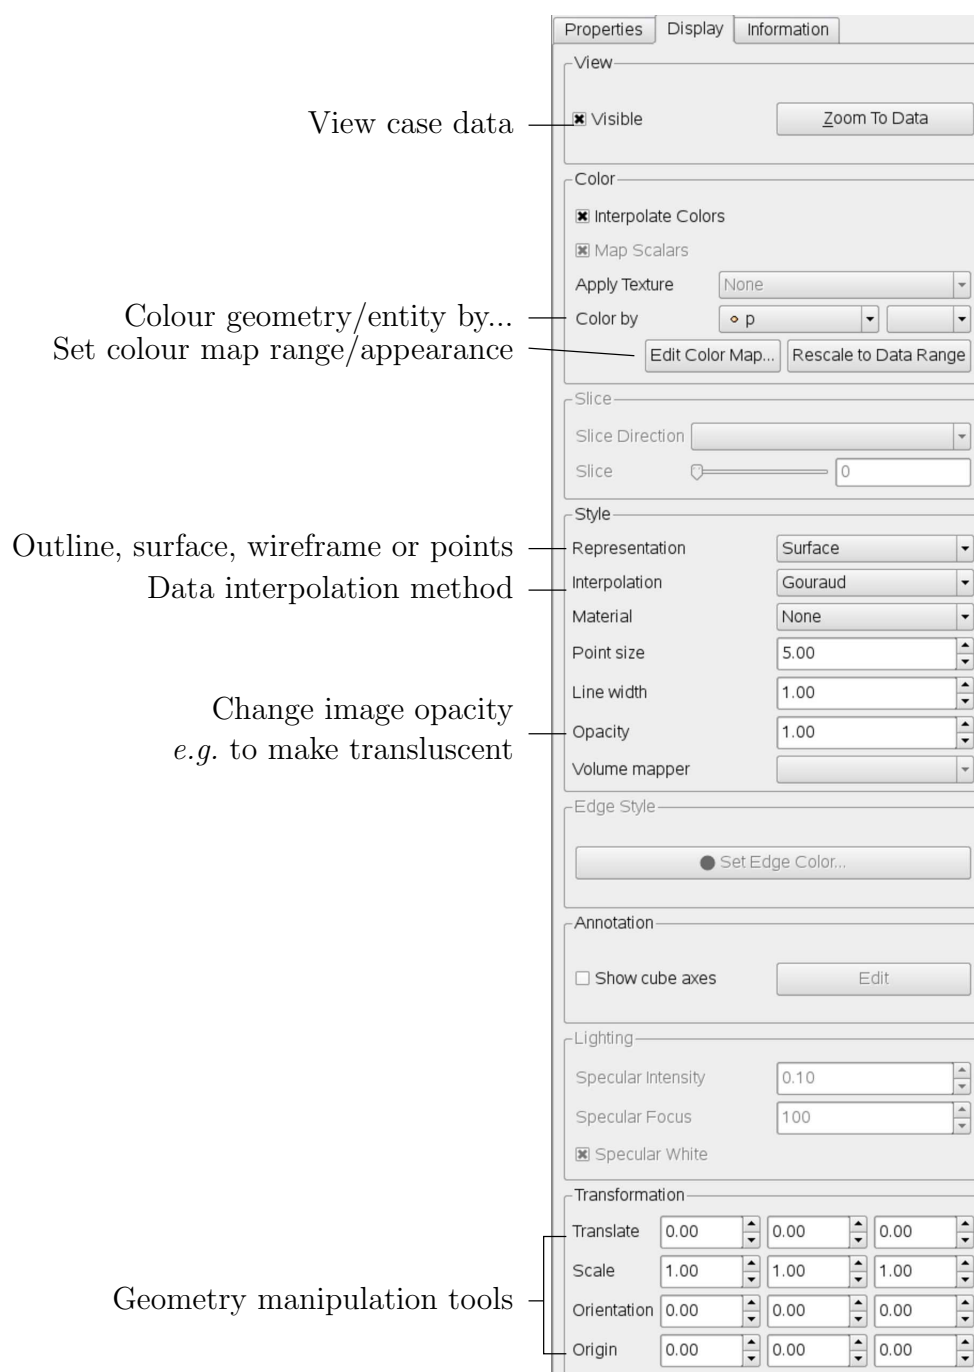 Properties Display Information
View
View case data Visible Zoom To Data
Color
Interpolate Colors
Map Scalars
Apply Texture None
Colour geometry/entity by... Color by p
Set colour map range/appearance Edit Color Map... Rescale to Data Range
Slice
Slice Direction
Slice 0
Style
Outline, surface, wireframe or points Representation Surface
Data interpolation method Interpolation Gouraud
Material None
Point size 5.00
Line width 1.00
Change image opacity
e.g. to make transluscent Opacity 1.00
Volume mapper
Edge Style
Set Edge Color...
Annotation
Show cube axes Edit
Lighting
Specular Intensity 0.10
Specular Focus 100
Specular White
Transformation
Translate 0.00 0.00 0.00
Scale 1.00 1.00 1.00
Geometry manipulation tools Orientation 0.00 0.00 0.00
Origin 0.00 0.00 0.00